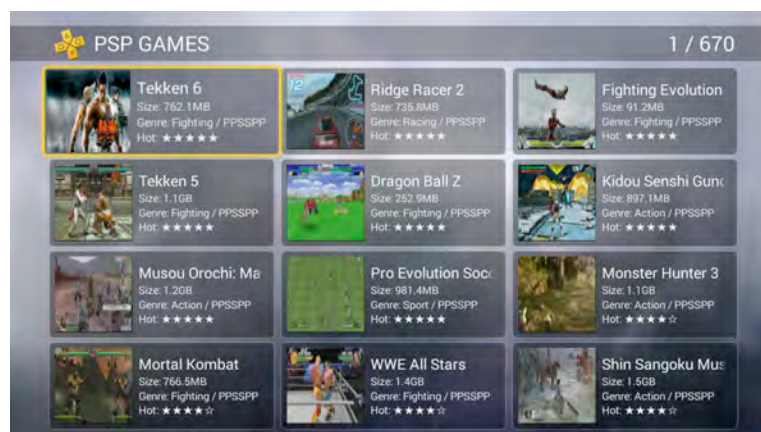 PSP GAMES
1 / 670
Tekken 6
Size: 762.1MB
Genre: Fighting / PPSSPP
Hot: ★★★★★
Ridge Racer 2
Size: 735.8MB
Genre: Racing / PPSSPP
Hot: ★★★★★
Fighting Evolution
Size: 91.2MB
Genre: Fighting / PPSSPP
Hot: ★★★★★
Tekken 5
Size: 1.1GB
Genre: Fighting / PPSSPP
Hot: ★★★★★
Dragon Ball Z
Size: 252.9MB
Genre: Fighting / PPSSPP
Hot: ★★★★★
Kidou Senshi Gund
Size: 897.1MB
Genre: Action / PPSSPP
Hot: ★★★★★
Musou Orochi: Ma
Size: 1.2GB
Genre: Action / PPSSPP
Hot: ★★★★★
Pro Evolution Socc
Size: 981.4MB
Genre: Sport / PPSSPP
Hot: ★★★★★
Monster Hunter 3
Size: 1.1GB
Genre: Action / PPSSPP
Hot: ★★★★☆
Mortal Kombat
Size: 766.5MB
Genre: Fighting / PPSSPP
Hot: ★★★★☆
WWE All Stars
Size: 1.4GB
Genre: Fighting / PPSSPP
Hot: ★★★★☆
Shin Sangoku Mus
Size: 1.5GB
Genre: Action / PPSSPP
Hot: ★★★★☆